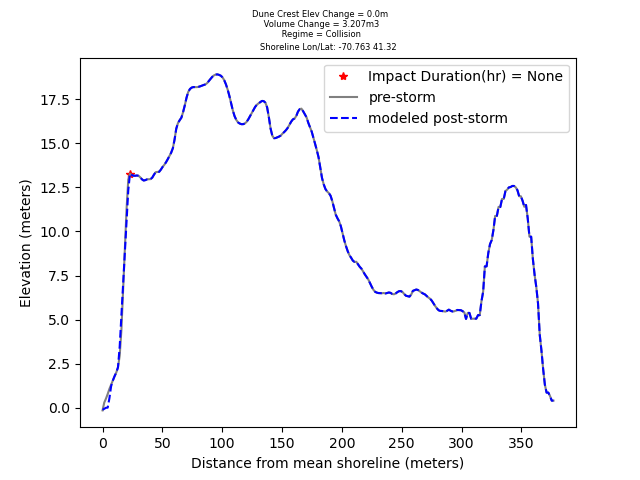 Dune Crest Elev Change = 0.0m
Volume Change = 3.207m3
Regime = Collision
Shoreline Lon/Lat: -70.763 41.32
Impact Duration(hr) = None
pre-storm
modeled post-storm
Elevation (meters)
17.5
15.0
12.5
10.0
7.5
5.0
2.5
0.0
0 50 100 150 200 250 300 350
Distance from mean shoreline (meters)